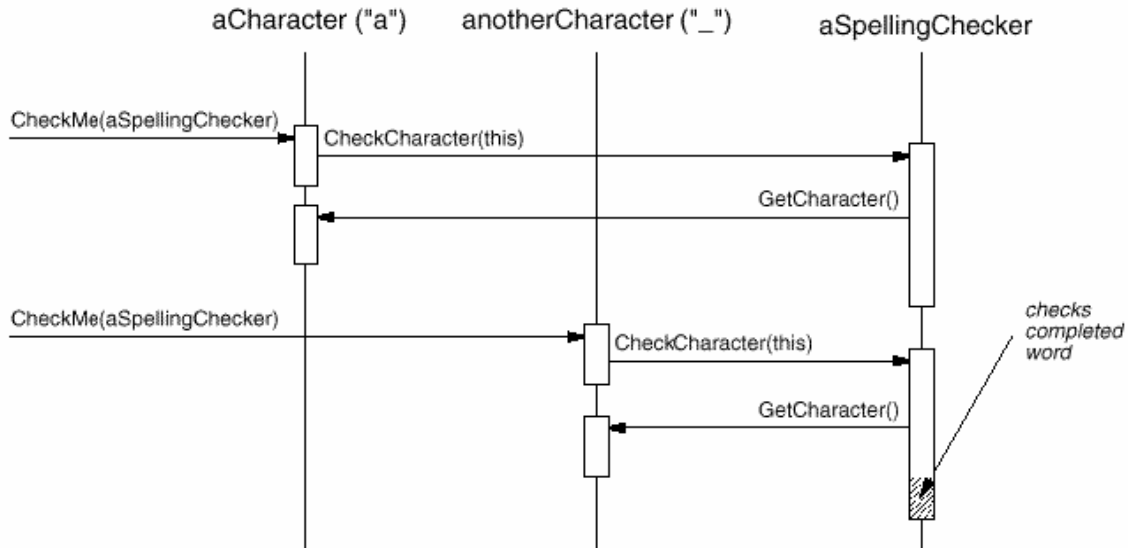 aCharacter ("a")
anotherCharacter ("_")
aSpellingChecker
CheckMe(aSpellingChecker)
CheckCharacter(this)
GetCharacter()
CheckMe(aSpellingChecker)
CheckCharacter(this)
GetCharacter()
checks
completed
word